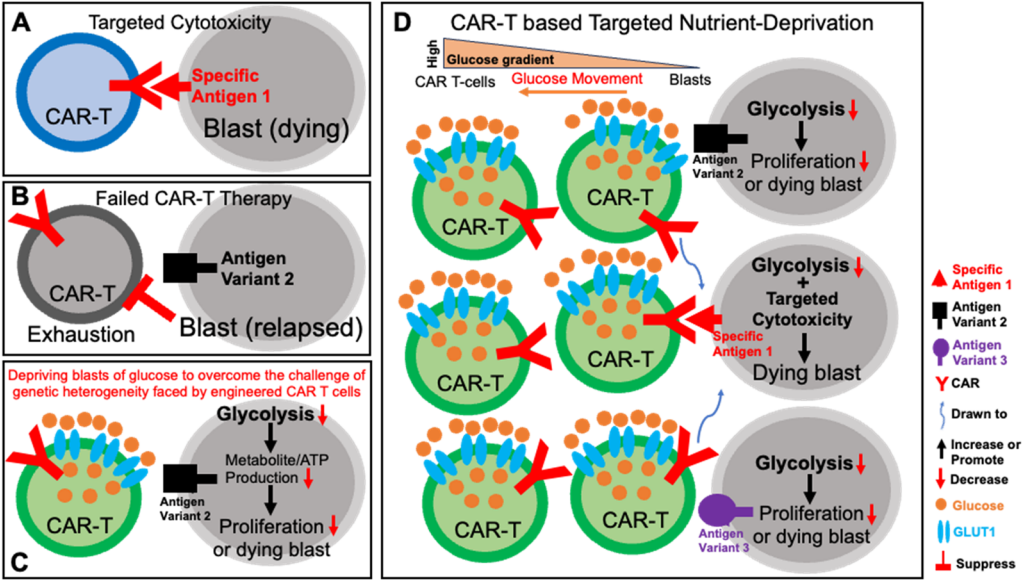 A
Targeted Cytotoxicity
CAR-T
Specific
Antigen 1
Blast (dying)
B
Failed CAR-T Therapy
CAR-T
Exhaustion
Antigen
Variant 2
Blast (relapsed)
Depriving blasts of glucose to overcome the challenge of
genetic heterogeneity faced by engineered CAR T cells
CAR-T
Antigen
Variant 2
Glycolysis
Metabolite/ATP
Production
Proliferation
or dying blast
C
D
CAR-T based Targeted Nutrient-Deprivation
High
Glucose gradient
CAR T-cells
Glucose Movement
Blasts
CAR-T
CAR-T
Antigen
Variant 2
Glycolysis
Proliferation
or dying blast
CAR-T
CAR-T
Specific
Antigen 1
Glycolysis
+
Targeted
Cytotoxicity
Dying blast
CAR-T
CAR-T
Antigen
Variant 3
Glycolysis
Proliferation
or dying blast
Specific
Antigen 1
Antigen
Variant 2
Antigen
Variant 3
CAR
Drawn to
Increase or
Promote
Decrease
Glucose
GLUT1
Suppress